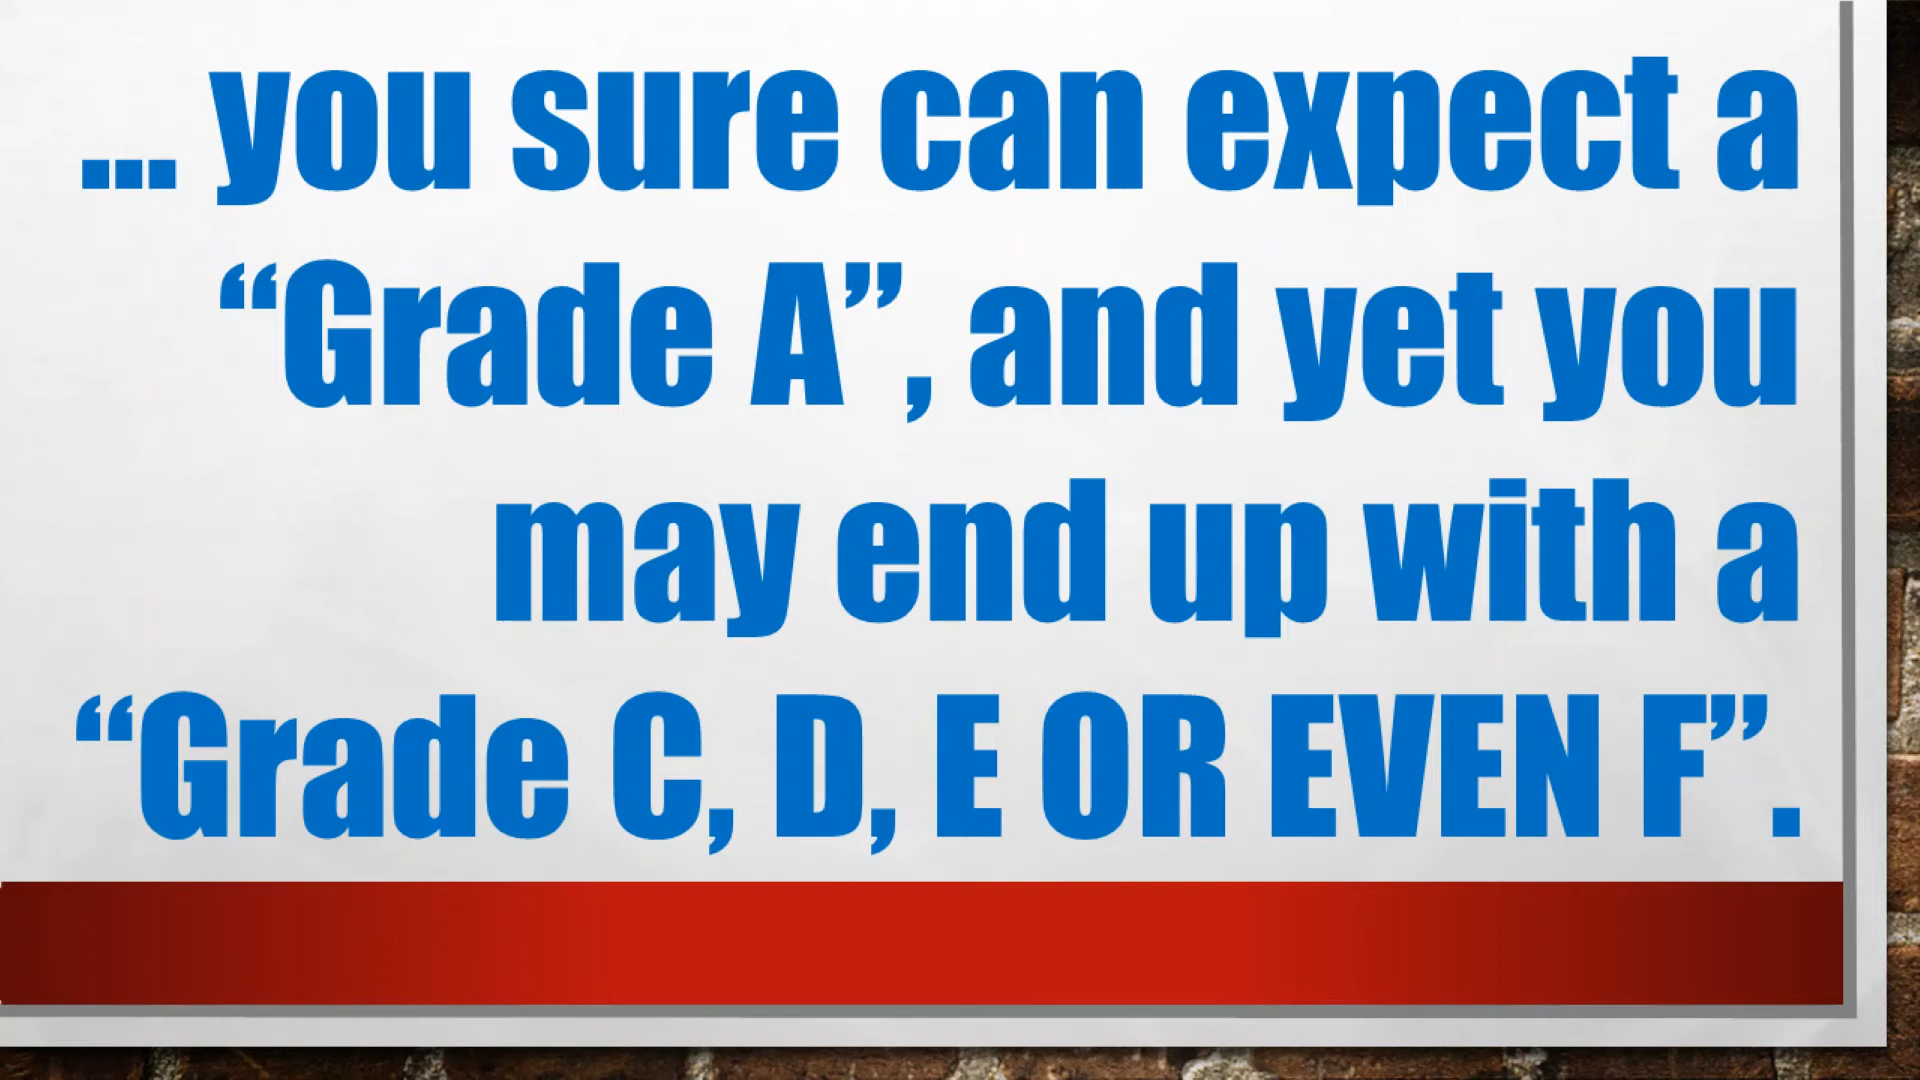 ... you sure can expect a
“Grade A”, and yet you
may end up with a
“Grade C, D, E OR EVEN F”.